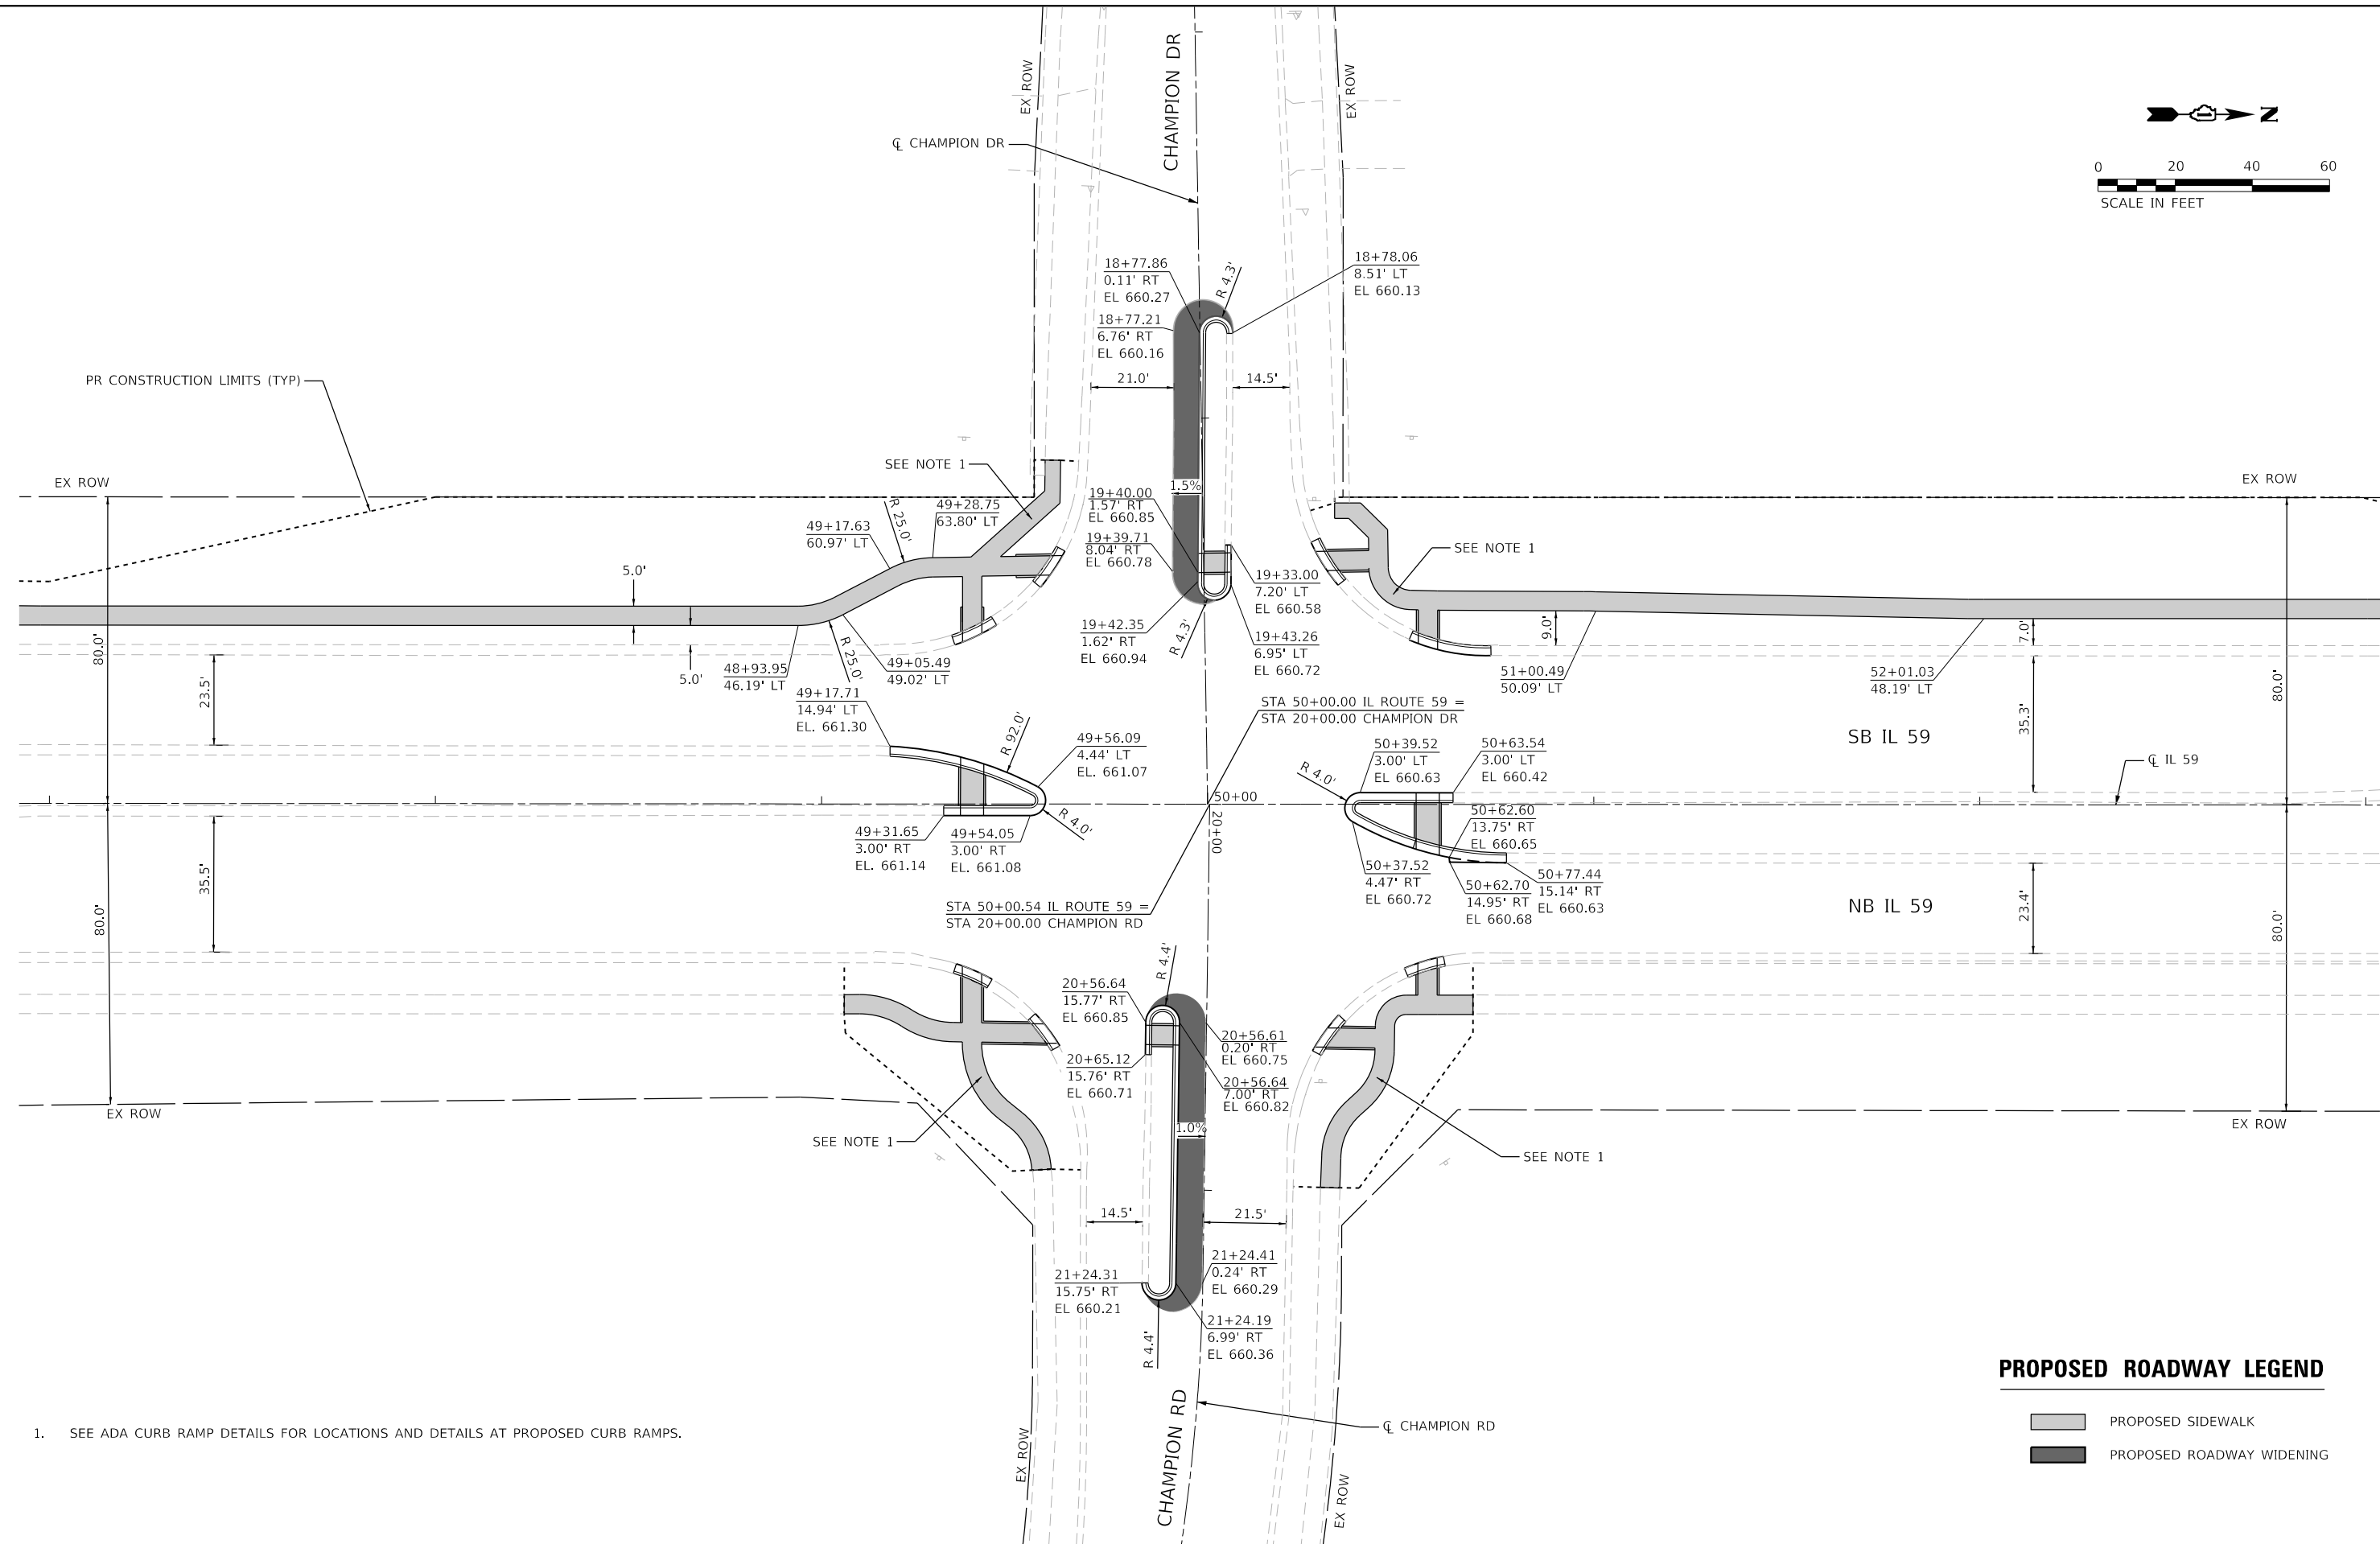 CHAMPION DR
EX ROW
EX ROW
℄ CHAMPION DR
N
0 20 40 60
SCALE IN FEET
18+77.86
0.11' RT
EL 660.27
R 4.3'
18+78.06
8.51' LT
EL 660.13
18+77.21
6.76' RT
EL 660.16
PR CONSTRUCTION LIMITS (TYP)
21.0'
14.5'
EX ROW
SEE NOTE 1
EX ROW
1.5%
19+40.00
1.57' RT
EL 660.85
R 25.0'
49+28.75
63.80' LT
49+17.63
60.97' LT
19+39.71
8.04' RT
EL 660.78
SEE NOTE 1
5.0'
19+33.00
7.20' LT
EL 660.58
80.0'
19+42.35
1.62' RT
EL 660.94
R 4.3'
19+43.26
6.95' LT
EL 660.72
9.0'
7.0'
80.0'
23.5'
5.0'
48+93.95
46.19' LT
R 25.0'
49+05.49
49.02' LT
51+00.49
50.09' LT
52+01.03
48.19' LT
49+17.71
14.94' LT
EL. 661.30
STA 50+00.00 IL ROUTE 59 =
STA 20+00.00 CHAMPION DR
35.3'
SB IL 59
R 92.0'
49+56.09
4.44' LT
EL. 661.07
50+39.52
3.00' LT
EL 660.63
50+63.54
3.00' LT
EL 660.42
℄ IL 59
R 4.0'
50+00
20+00
R 4.0'
49+31.65
3.00' RT
EL. 661.14
49+54.05
3.00' RT
EL. 661.08
50+62.60
13.75' RT
EL 660.65
50+37.52
4.47' RT
EL 660.72
50+62.70
14.95' RT
EL 660.68
50+77.44
15.14' RT
EL 660.63
35.5'
80.0'
STA 50+00.54 IL ROUTE 59 =
STA 20+00.00 CHAMPION RD
NB IL 59
23.4'
80.0'
R 4.4'
20+56.64
15.77' RT
EL 660.85
20+56.61
0.20' RT
EL 660.75
20+65.12
15.76' RT
EL 660.71
20+56.64
7.00' RT
EL 660.82
EX ROW
1.0%
EX ROW
SEE NOTE 1
SEE NOTE 1
14.5'
21.5'
21+24.41
0.24' RT
EL 660.29
21+24.31
15.75' RT
EL 660.21
21+24.19
6.99' RT
EL 660.36
R 4.4'
CHAMPION RD
℄ CHAMPION RD
EX ROW
EX ROW
PROPOSED ROADWAY LEGEND
PROPOSED SIDEWALK
PROPOSED ROADWAY WIDENING
1. SEE ADA CURB RAMP DETAILS FOR LOCATIONS AND DETAILS AT PROPOSED CURB RAMPS.